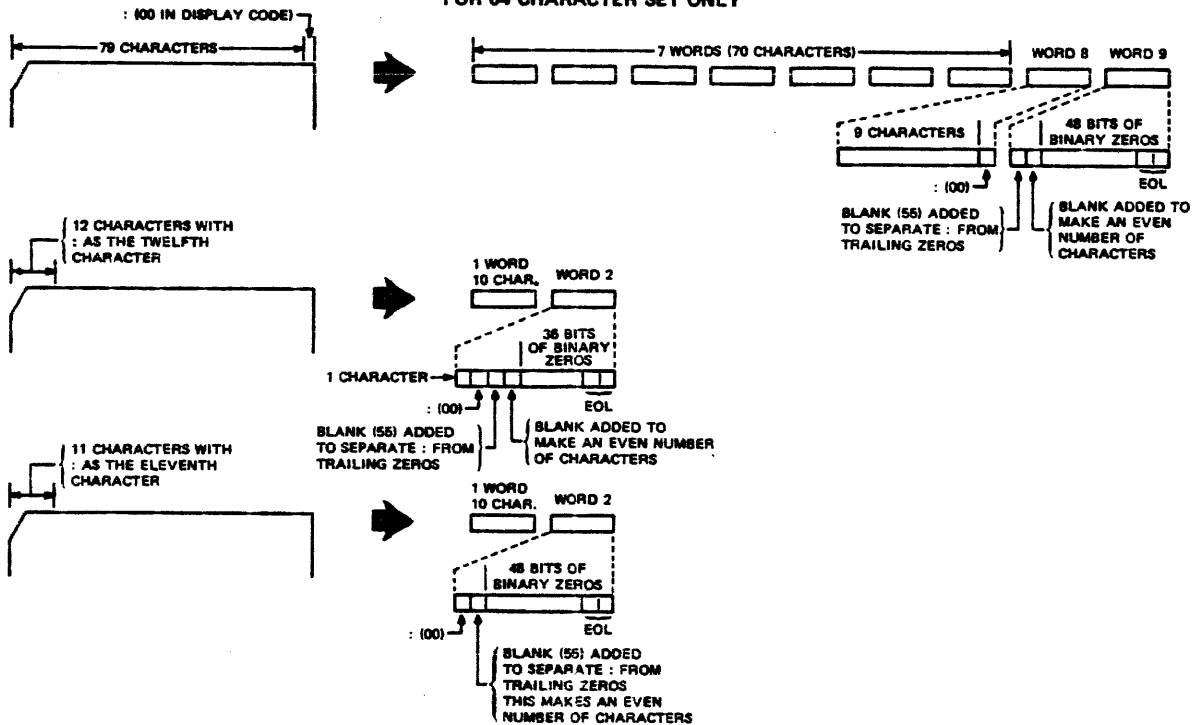 FOR 64 CHARACTER SET ONLY
: (00 IN DISPLAY CODE)
79 CHARACTERS
7 WORDS (70 CHARACTERS)
WORD 8
WORD 9
9 CHARACTERS
48 BITS OF
BINARY ZEROS
: (00)
EOL
BLANK (55) ADDED
TO SEPARATE : FROM
TRAILING ZEROS
BLANK ADDED TO
MAKE AN EVEN
NUMBER OF
CHARACTERS
12 CHARACTERS WITH
: AS THE TWELFTH
CHARACTER
1 WORD
10 CHAR.
WORD 2
36 BITS
OF BINARY
ZEROS
1 CHARACTER
: (00)
EOL
BLANK (55) ADDED
TO SEPARATE : FROM
TRAILING ZEROS
BLANK ADDED TO
MAKE AN EVEN NUMBER
OF CHARACTERS
11 CHARACTERS WITH
: AS THE ELEVENTH
CHARACTER
1 WORD
10 CHAR.
WORD 2
48 BITS OF
BINARY ZEROS
: (00)
EOL
BLANK (55) ADDED
TO SEPARATE : FROM
TRAILING ZEROS
THIS MAKES AN EVEN
NUMBER OF CHARACTERS